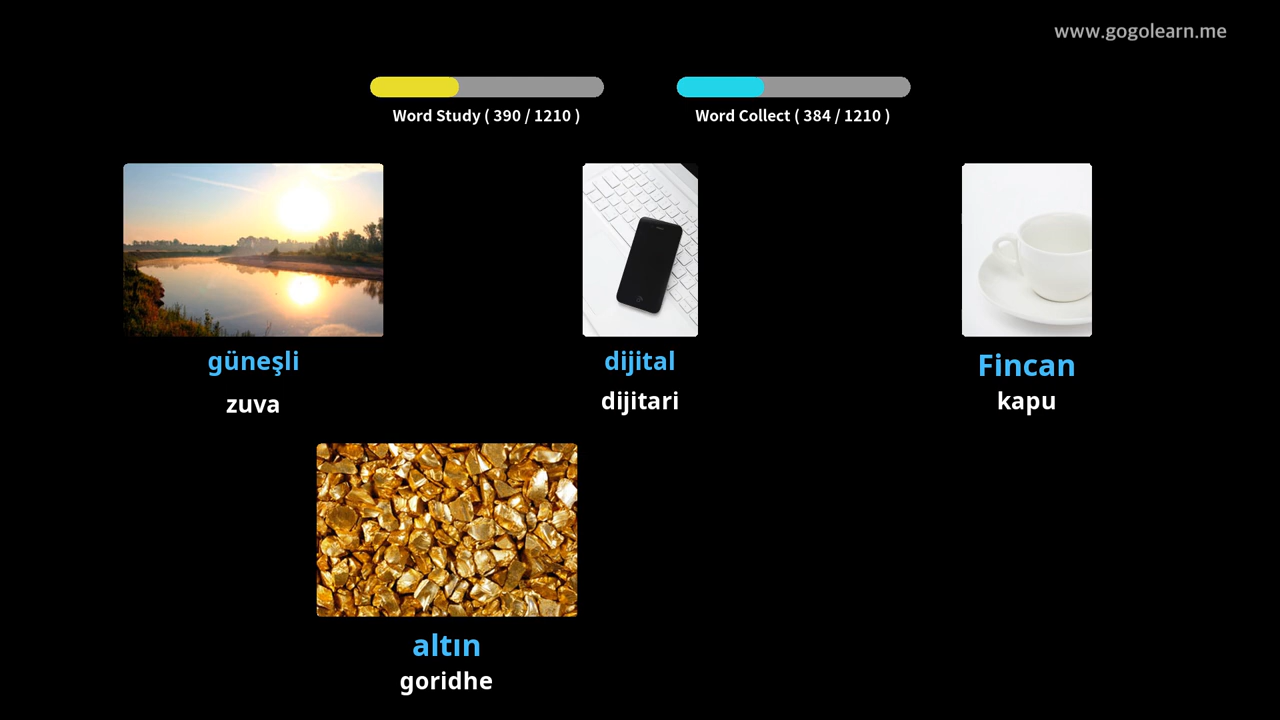 www.gogolearn.me
Word Study ( 390 / 1210 )
Word Collect ( 384 / 1210 )
güneşli
zuva
dijital
dijitari
Fincan
kapu
altın
goridhe